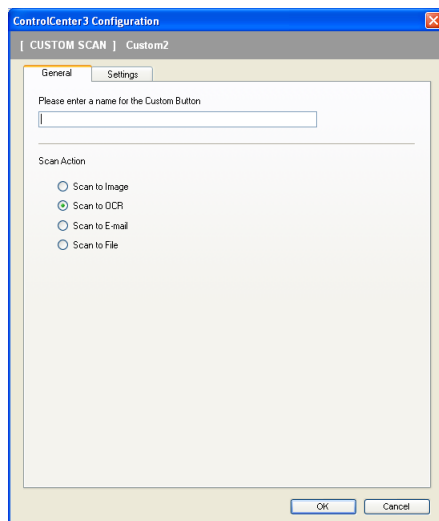 ControlCenter3 Configuration
[ CUSTOM SCAN ] Custom2
General Settings
Please enter a name for the Custom Button
Scan Action
Scan to Image
Scan to OCR
Scan to E-mail
Scan to File
OK Cancel